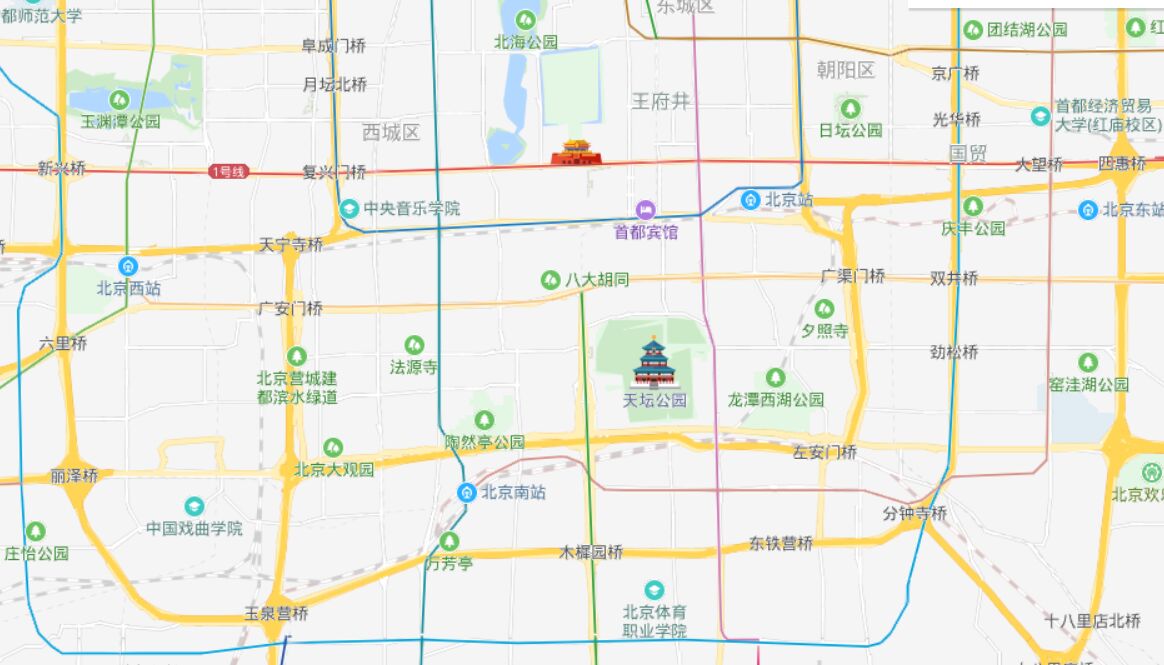 都师范大学
东城区
北海公园
阜成门桥
团结湖公园
红
月坛北桥
朝阳区
京广桥
玉渊潭公园
王府井
首都经济贸易
大学(红庙校区)
西城区
日坛公园
光华桥
国贸
新兴桥
1号线
复兴门桥
大望桥
四惠桥
中央音乐学院
北京站
北京东站
首都宾馆
庆丰公园
桥
天宁寺桥
北京西站
八大胡同
广渠门桥
双井桥
广安门桥
夕照寺
六里桥
劲松桥
法源寺
北京营城建
都滨水绿道
天坛公园
龙潭西湖公园
窑洼湖公园
陶然亭公园
左安门桥
丽泽桥
北京大观园
北京南站
北京欢
中国戏曲学院
分钟寺桥
庄怡公园
万芳亭
木樨园桥
东铁营桥
玉泉营桥
北京体育
职业学院
十八里店北桥